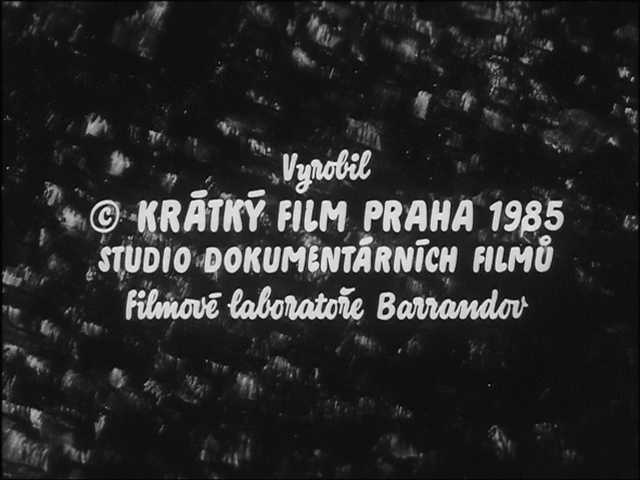 Vyrobil
© KRÁTKÝ FILM PRAHA 1985
STUDIO DOKUMENTÁRNÍCH FILMŮ
Filmové laboratoře Barrandov